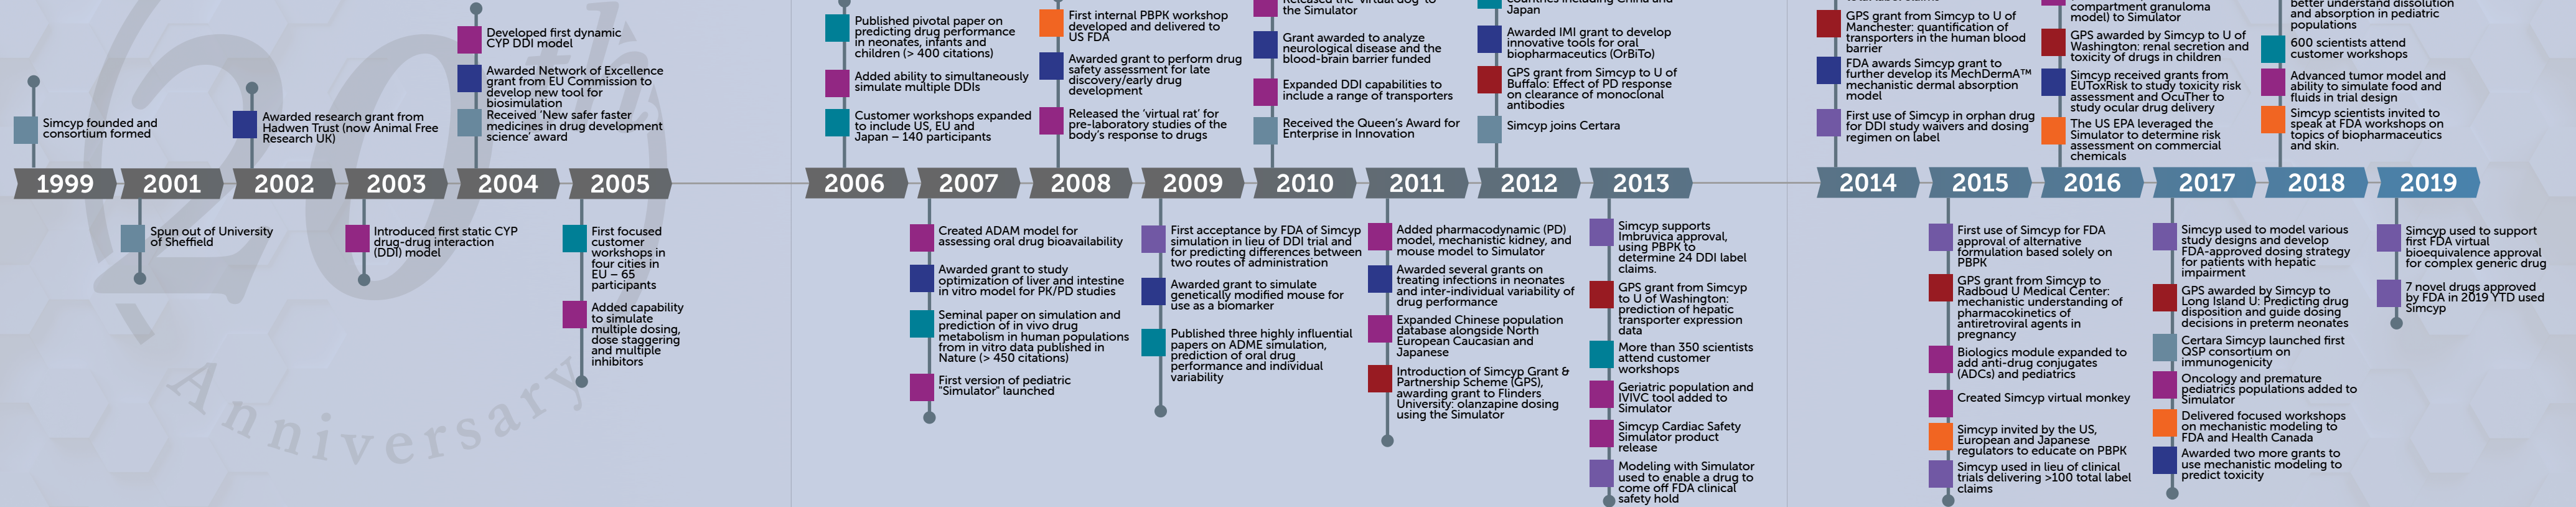 Simcyp founded and
consortium formed
Awarded research grant from
Hadwen Trust (now Animal Free
Research UK)
Developed first dynamic
CYP DDI model
Awarded Network of Excellence
grant from EU Commission to
develop new tool for
biosimulation
Received ‘New safer faster
medicines in drug development
science’ award
1999
2001
2002
2003
2004
2005
Spun out of University
of Sheffield
Introduced first static CYP
drug-drug interaction
(DDI) model
First focused
customer
workshops in
four cities in
EU – 65
participants
Added capability
to simulate
multiple dosing,
dose staggering
and multiple
inhibitors
20th
Anniversary
Published pivotal paper on
predicting drug performance
in neonates, infants and
children (> 400 citations)
Added ability to simultaneously
simulate multiple DDIs
Customer workshops expanded
to include US, EU and
Japan – 140 participants
First internal PBPK workshop
developed and delivered to
US FDA
Awarded grant to perform drug
safety assessment for late
discovery/early drug
development
Released the ‘virtual rat’ for
pre-laboratory studies of the
body’s response to drugs
Released the ‘virtual dog’ to
the Simulator
Grant awarded to analyze
neurological disease and the
blood-brain barrier funded
Expanded DDI capabilities to
include a range of transporters
Received the Queen’s Award for
Enterprise in Innovation
countries including China and
Japan
Awarded IMI grant to develop
innovative tools for oral
biopharmaceutics (OrBiTo)
GPS grant from Simcyp to U of
Buffalo: Effect of PD response
on clearance of monoclonal
antibodies
Simcyp joins Certara
2006
2007
2008
2009
2010
2011
2012
2013
Created ADAM model for
assessing oral drug bioavailability
Awarded grant to study
optimization of liver and intestine
in vitro model for PK/PD studies
Seminal paper on simulation and
prediction of in vivo drug
metabolism in human populations
from in vitro data published in
Nature (> 450 citations)
First version of pediatric
"Simulator" launched
First acceptance by FDA of Simcyp
simulation in lieu of DDI trial and
for predicting differences between
two routes of administration
Awarded grant to simulate
genetically modified mouse for
use as a biomarker
Published three highly influential
papers on ADME simulation,
prediction of oral drug
performance and individual
variability
Added pharmacodynamic (PD)
model, mechanistic kidney, and
mouse model to Simulator
Awarded several grants on
treating infections in neonates
and inter-individual variability of
drug performance
Expanded Chinese population
database alongside North
European Caucasian and
Japanese
Introduction of Simcyp Grant &
Partnership Scheme (GPS),
awarding grant to Flinders
University: olanzapine dosing
using the Simulator
Simcyp supports
Imbruvica approval,
using PBPK to
determine 24 DDI label
claims.
GPS grant from Simcyp
to U of Washington:
prediction of hepatic
transporter expression
data
More than 350 scientists
attend customer
workshops
Geriatric population and
IVIVC tool added to
Simulator
Simcyp Cardiac Safety
Simulator product
release
Modeling with Simulator
used to enable a drug to
come off FDA clinical
safety hold
total label claims
GPS grant from Simcyp to U of
Manchester: quantification of
transporters in the human blood
barrier
FDA awards Simcyp grant to
further develop its MechDermA™
mechanistic dermal absorption
model
First use of Simcyp in orphan drug
for DDI study waivers and dosing
regimen on label
compartment granuloma
model) to Simulator
GPS awarded by Simcyp to U of
Washington: renal secretion and
toxicity of drugs in children
Simcyp received grants from
EUToxRisk to study toxicity risk
assessment and OcuTher to
study ocular drug delivery
The US EPA leveraged the
Simulator to determine risk
assessment on commercial
chemicals
better understand dissolution
and absorption in pediatric
populations
600 scientists attend
customer workshops
Advanced tumor model and
ability to simulate food and
fluids in trial design
Simcyp scientists invited to
speak at FDA workshops on
topics of biopharmaceutics
and skin.
2014
2015
2016
2017
2018
2019
First use of Simcyp for FDA
approval of alternative
formulation based solely on
PBPK
GPS grant from Simcyp to
Radboud U Medical Center:
mechanistic understanding of
pharmacokinetics of
antiretroviral agents in
pregnancy
Biologics module expanded to
add anti-drug conjugates
(ADCs) and pediatrics
Created Simcyp virtual monkey
Simcyp invited by the US,
European and Japanese
regulators to educate on PBPK
Simcyp used in lieu of clinical
trials delivering >100 total label
claims
Simcyp used to model various
study designs and develop
FDA-approved dosing strategy
for patients with hepatic
impairment
GPS awarded by Simcyp to
Long Island U: Predicting drug
disposition and guide dosing
decisions in preterm neonates
Certara Simcyp launched first
QSP consortium on
immunogenicity
Oncology and premature
pediatrics populations added to
Simulator
Delivered focused workshops
on mechanistic modeling to
FDA and Health Canada
Awarded two more grants to
use mechanistic modeling to
predict toxicity
Simcyp used to support
first FDA virtual
bioequivalence approval
for complex generic drug
7 novel drugs approved
by FDA in 2019 YTD used
Simcyp